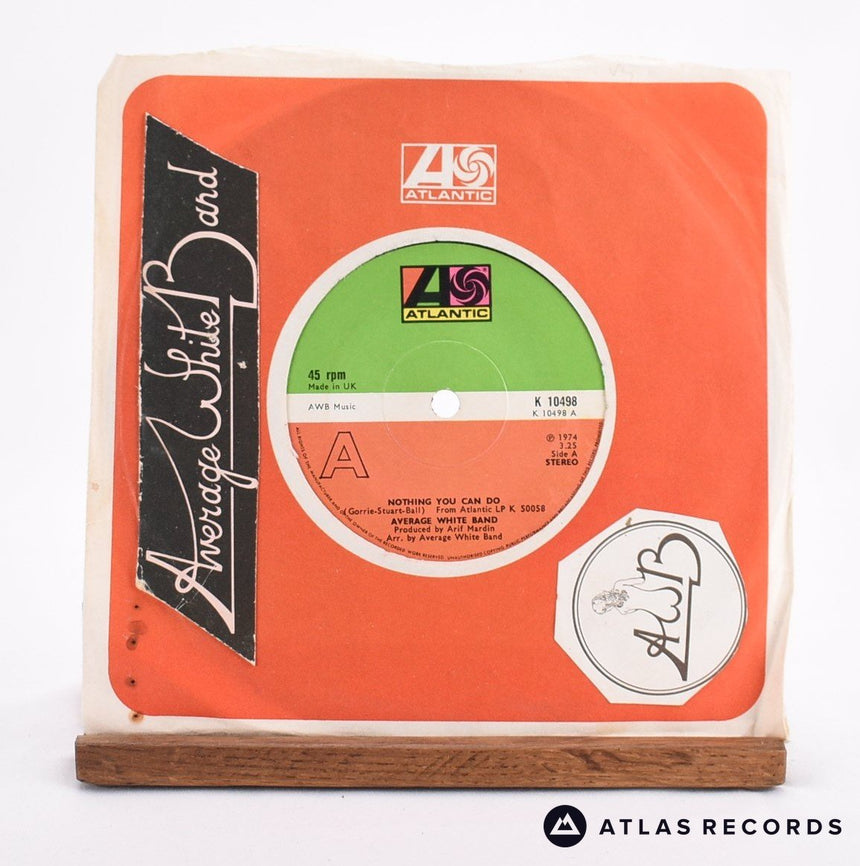 ATLANTIC
Average White Band
ATLANTIC
45 rpm
Made in UK
AWB Music
K 10498
K 10498 A
A
℗ 1974
3.25
Side A
STEREO
NOTHING YOU CAN DO
(Gorrie-Stuart-Ball) From Atlantic LP K 50058
AVERAGE WHITE BAND
Produced by Arif Mardin
Arr. by Average White Band
AWB
ATLAS RECORDS